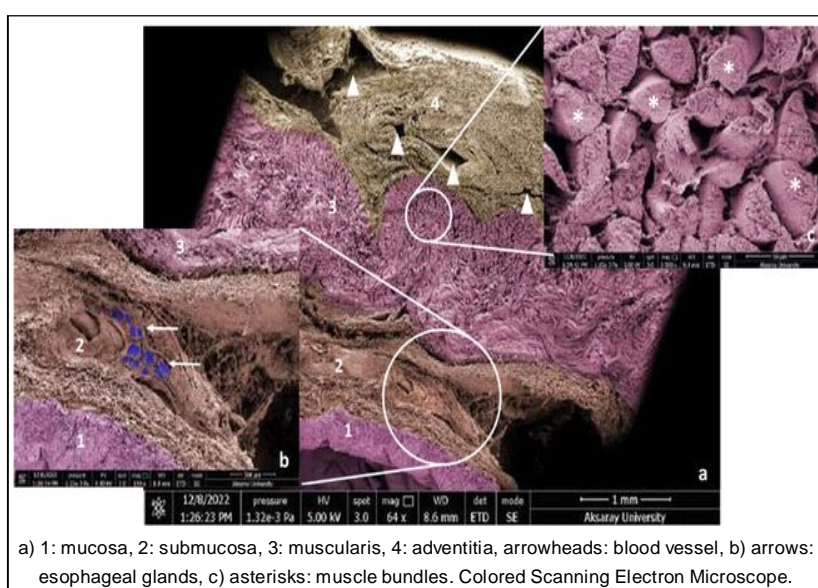 4
3
*
*
*
*
c
3
2
b
1
2
1
a
12/8/2022 pressure HV spot mag WD det mode 1 mm
1:26:23 PM 1.32e-3 Pa 5.00 kV 3.0 64 x 8.6 mm ETD SE Aksaray University
a) 1: mucosa, 2: submucosa, 3: muscularis, 4: adventitia, arrowheads: blood vessel, b) arrows:
esophageal glands, c) asterisks: muscle bundles. Colored Scanning Electron Microscope.